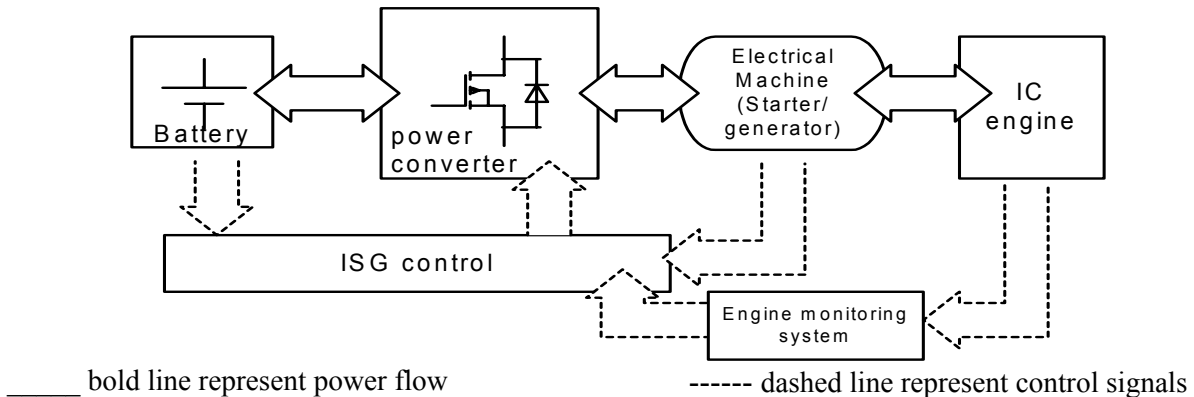 Battery
power
converter
Electrical
Machine
(Starter/
generator)
IC
engine
ISG control
Engine monitoring
system
_____ bold line represent power flow
------ dashed line represent control signals